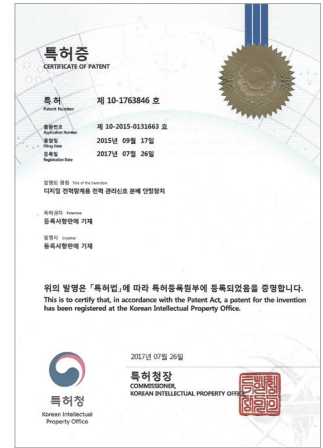 특허증
CERTIFICATE OF PATENT
특 허 제 10-1763846 호
Patent Number
출원번호 제 10-2015-0131663 호
Application Number
출원일 2015년 09월 17일
Filing Date
등록일 2017년 07월 26일
Registration Date
발명의 명칭 Title of the Invention
디지털 전력망계용 전력 관리신호 분배 단말장치
특허권자 Patentee
등록사항란에 기재
발명자 Inventor
등록사항란에 기재
위의 발명은 「특허법」에 따라 특허등록원부에 등록되었음을 증명합니다.
This is to certify that, in accordance with the Patent Act, a patent for the invention
has been registered at the Korean Intellectual Property Office.
2017년 07월 26일
특허청장
COMMISSIONER,
KOREAN INTELLECTUAL PROPERTY OFFICE
특허청
Korean Intellectual
Property Office